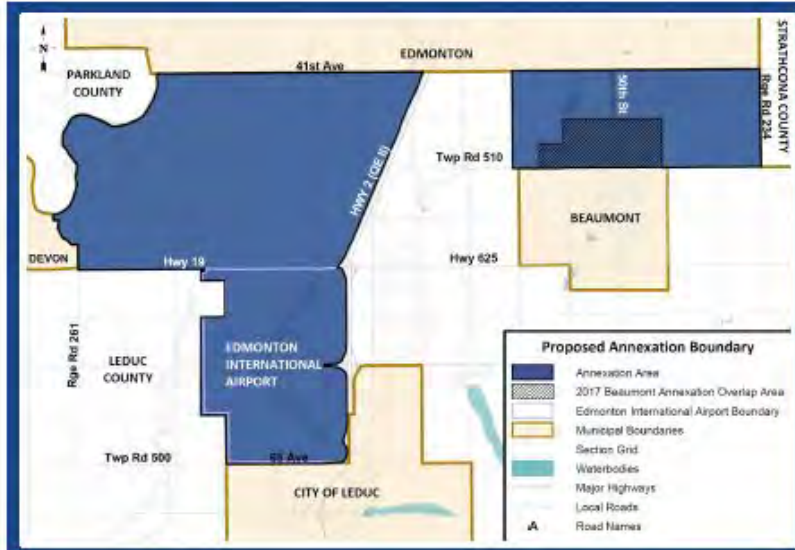 N
EDMONTON
41st Ave
PARKLAND
COUNTY
STRATHCONA COUNTY
Rge Rd 234
50th St
HWY 2 (QE II)
Twp Rd 510
BEAUMONT
DEVON
Hwy 19
Hwy 625
Rge Rd 261
LEDUC
COUNTY
EDMONTON
INTERNATIONAL
AIRPORT
Twp Rd 500
65 Ave
CITY OF LEDUC
Proposed Annexation Boundary
Annexation Area
2017 Beaumont Annexation Overlap Area
Edmonton International Airport Boundary
Municipal Boundaries
Section Grid
Waterbodies
Major Highways
Local Roads
A Road Names